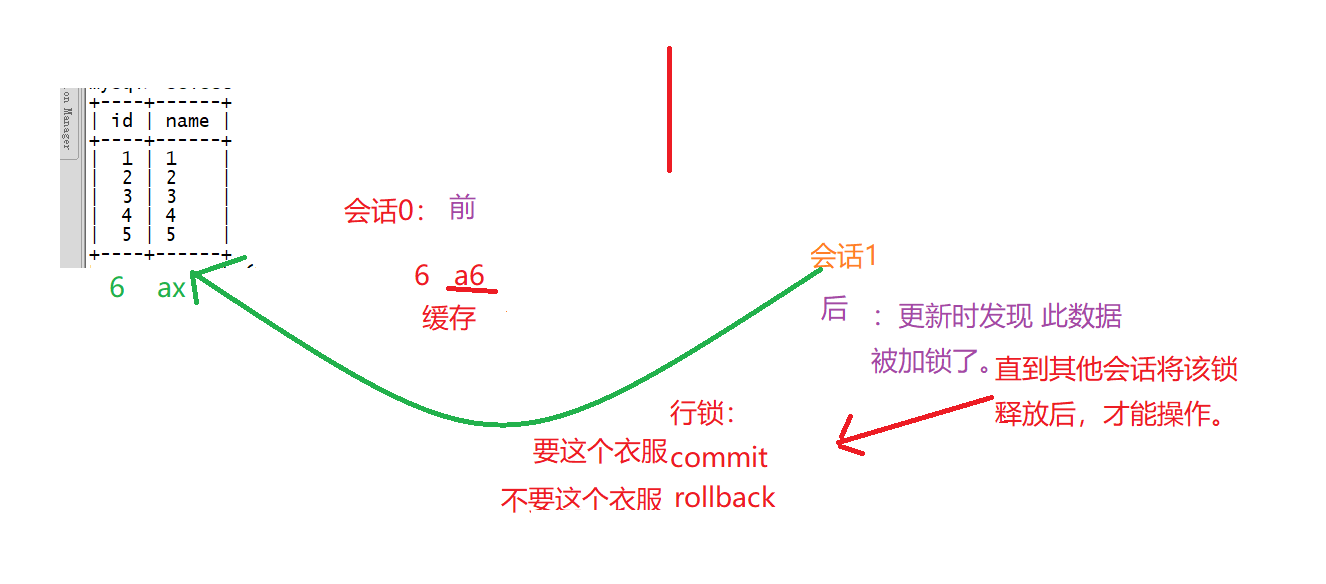 on Manager
+----+------+
| id | name |
+----+------+
| 1 | 1 |
| 2 | 2 |
| 3 | 3 |
| 4 | 4 |
| 5 | 5 |
+----+------+
6 ax
会话0： 前
6 a6
缓存
会话1
后 ：更新时发现 此数据
被加锁了。
直到其他会话将该锁
释放后，才能操作。
行锁：
要这个衣服 commit
不要这个衣服 rollback